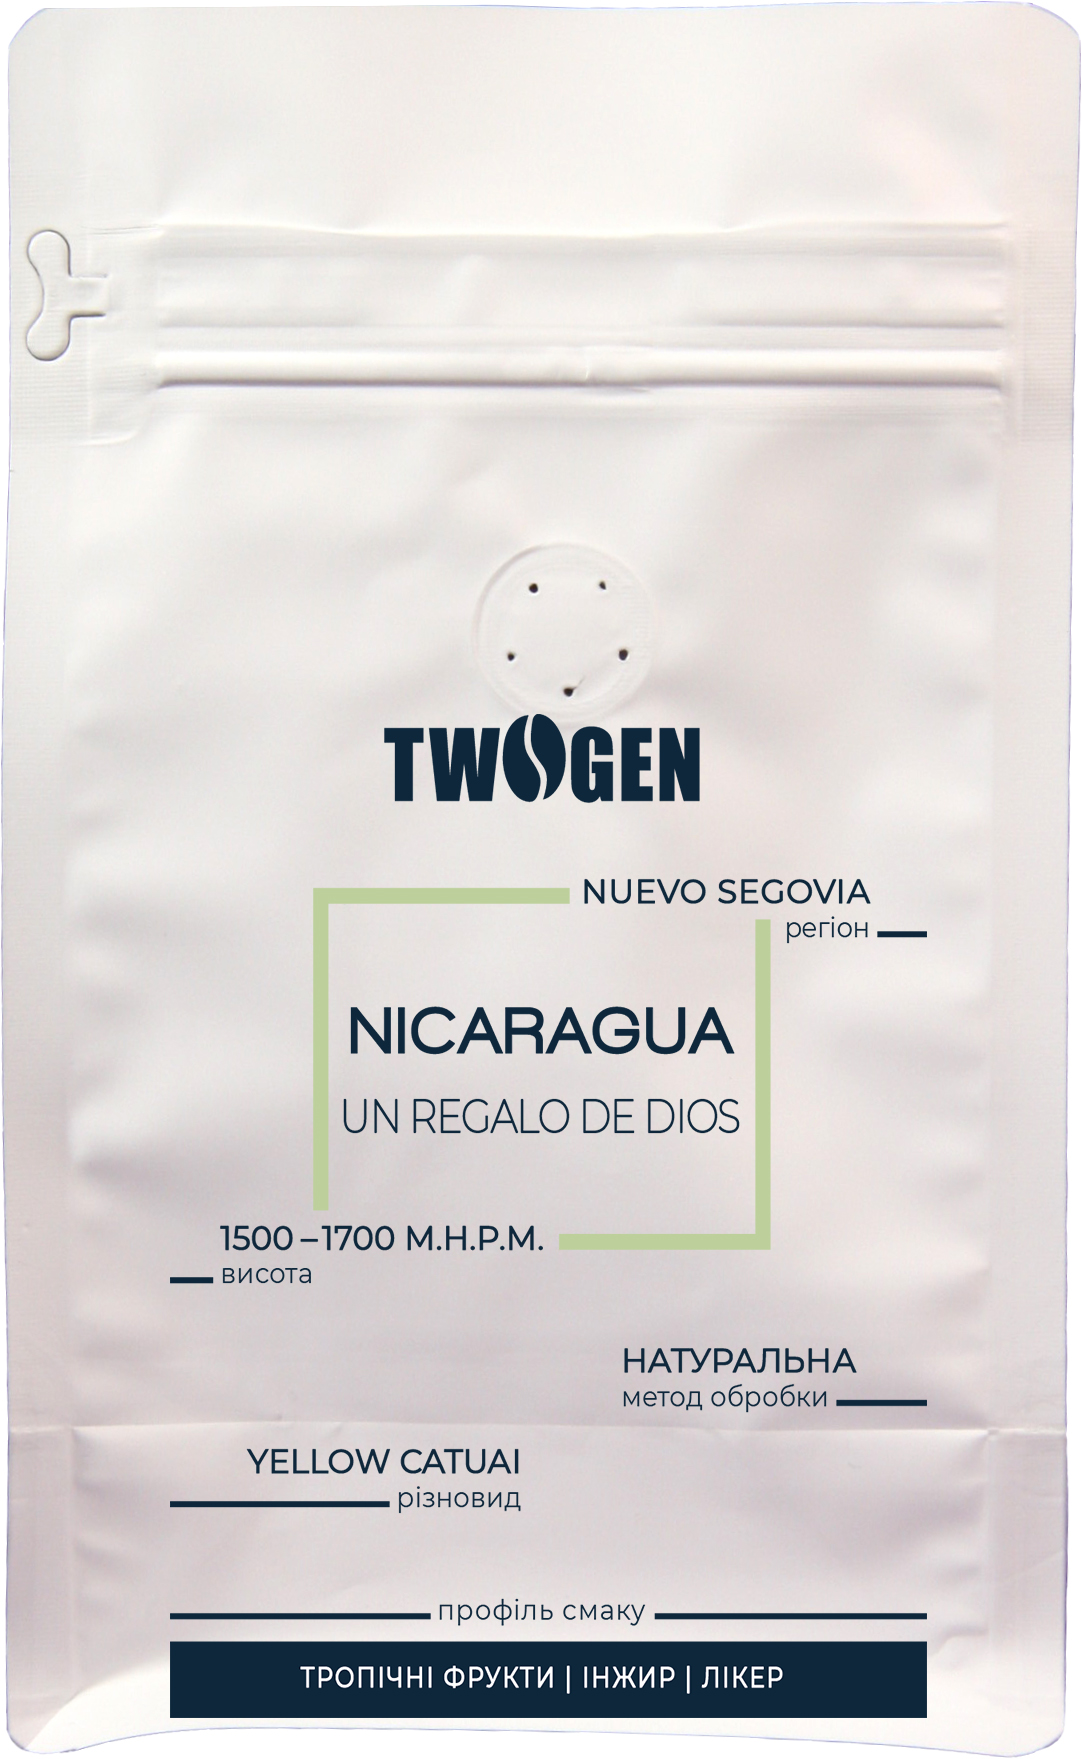 TWOGEN
NUEVO SEGOVIA
регіон
NICARAGUA
UN REGALO DE DIOS
1500–1700 М.Н.Р.М.
висота
НАТУРАЛЬНА
метод обробки
YELLOW CATUAI
різновид
профіль смаку
ТРОПІЧНІ ФРУКТИ | ІНЖИР | ЛІКЕР